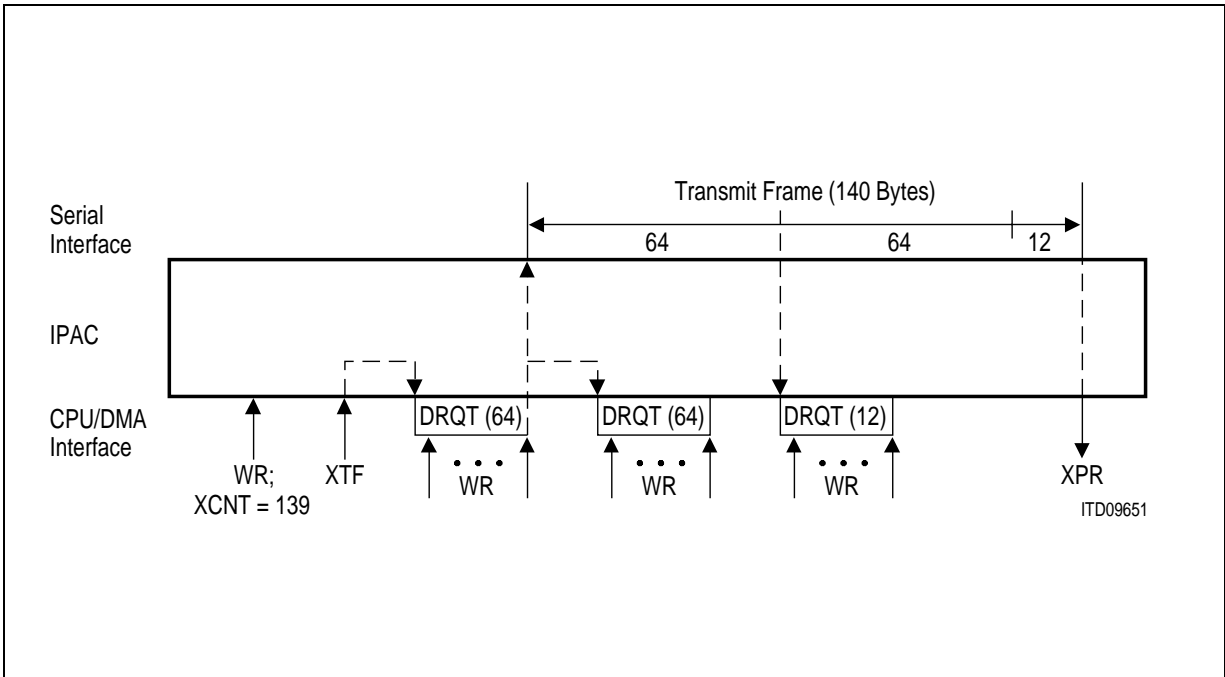 Transmit Frame (140 Bytes)
Serial
Interface
64
64
12
IPAC
CPU/DMA
Interface
DRQT (64)
DRQT (64)
DRQT (12)
WR;
XCNT = 139
XTF
WR
WR
WR
XPR
ITD09651